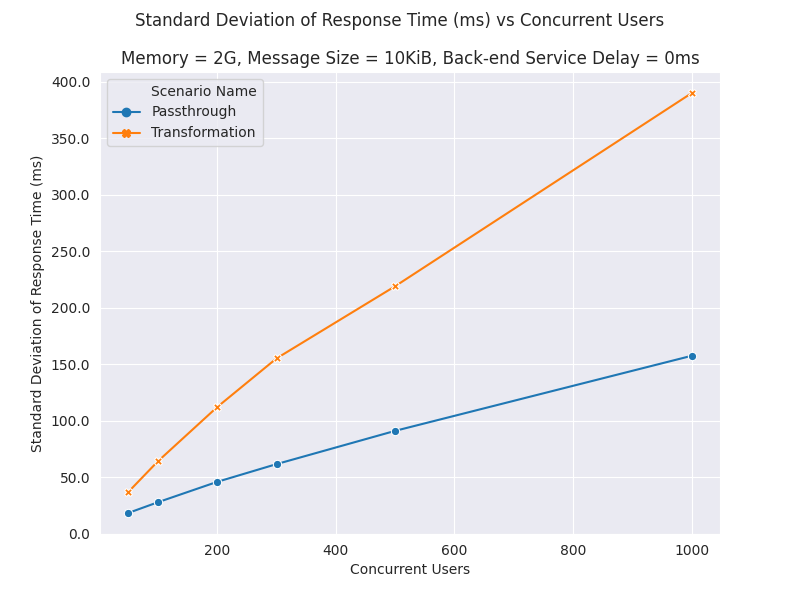 Standard Deviation of Response Time (ms) vs Concurrent Users
Memory = 2G, Message Size = 10KiB, Back-end Service Delay = 0ms
Scenario Name
Passthrough
Transformation
Standard Deviation of Response Time (ms)
400.0
350.0
300.0
250.0
200.0
150.0
100.0
50.0
0.0
200
400
600
800
1000
Concurrent Users